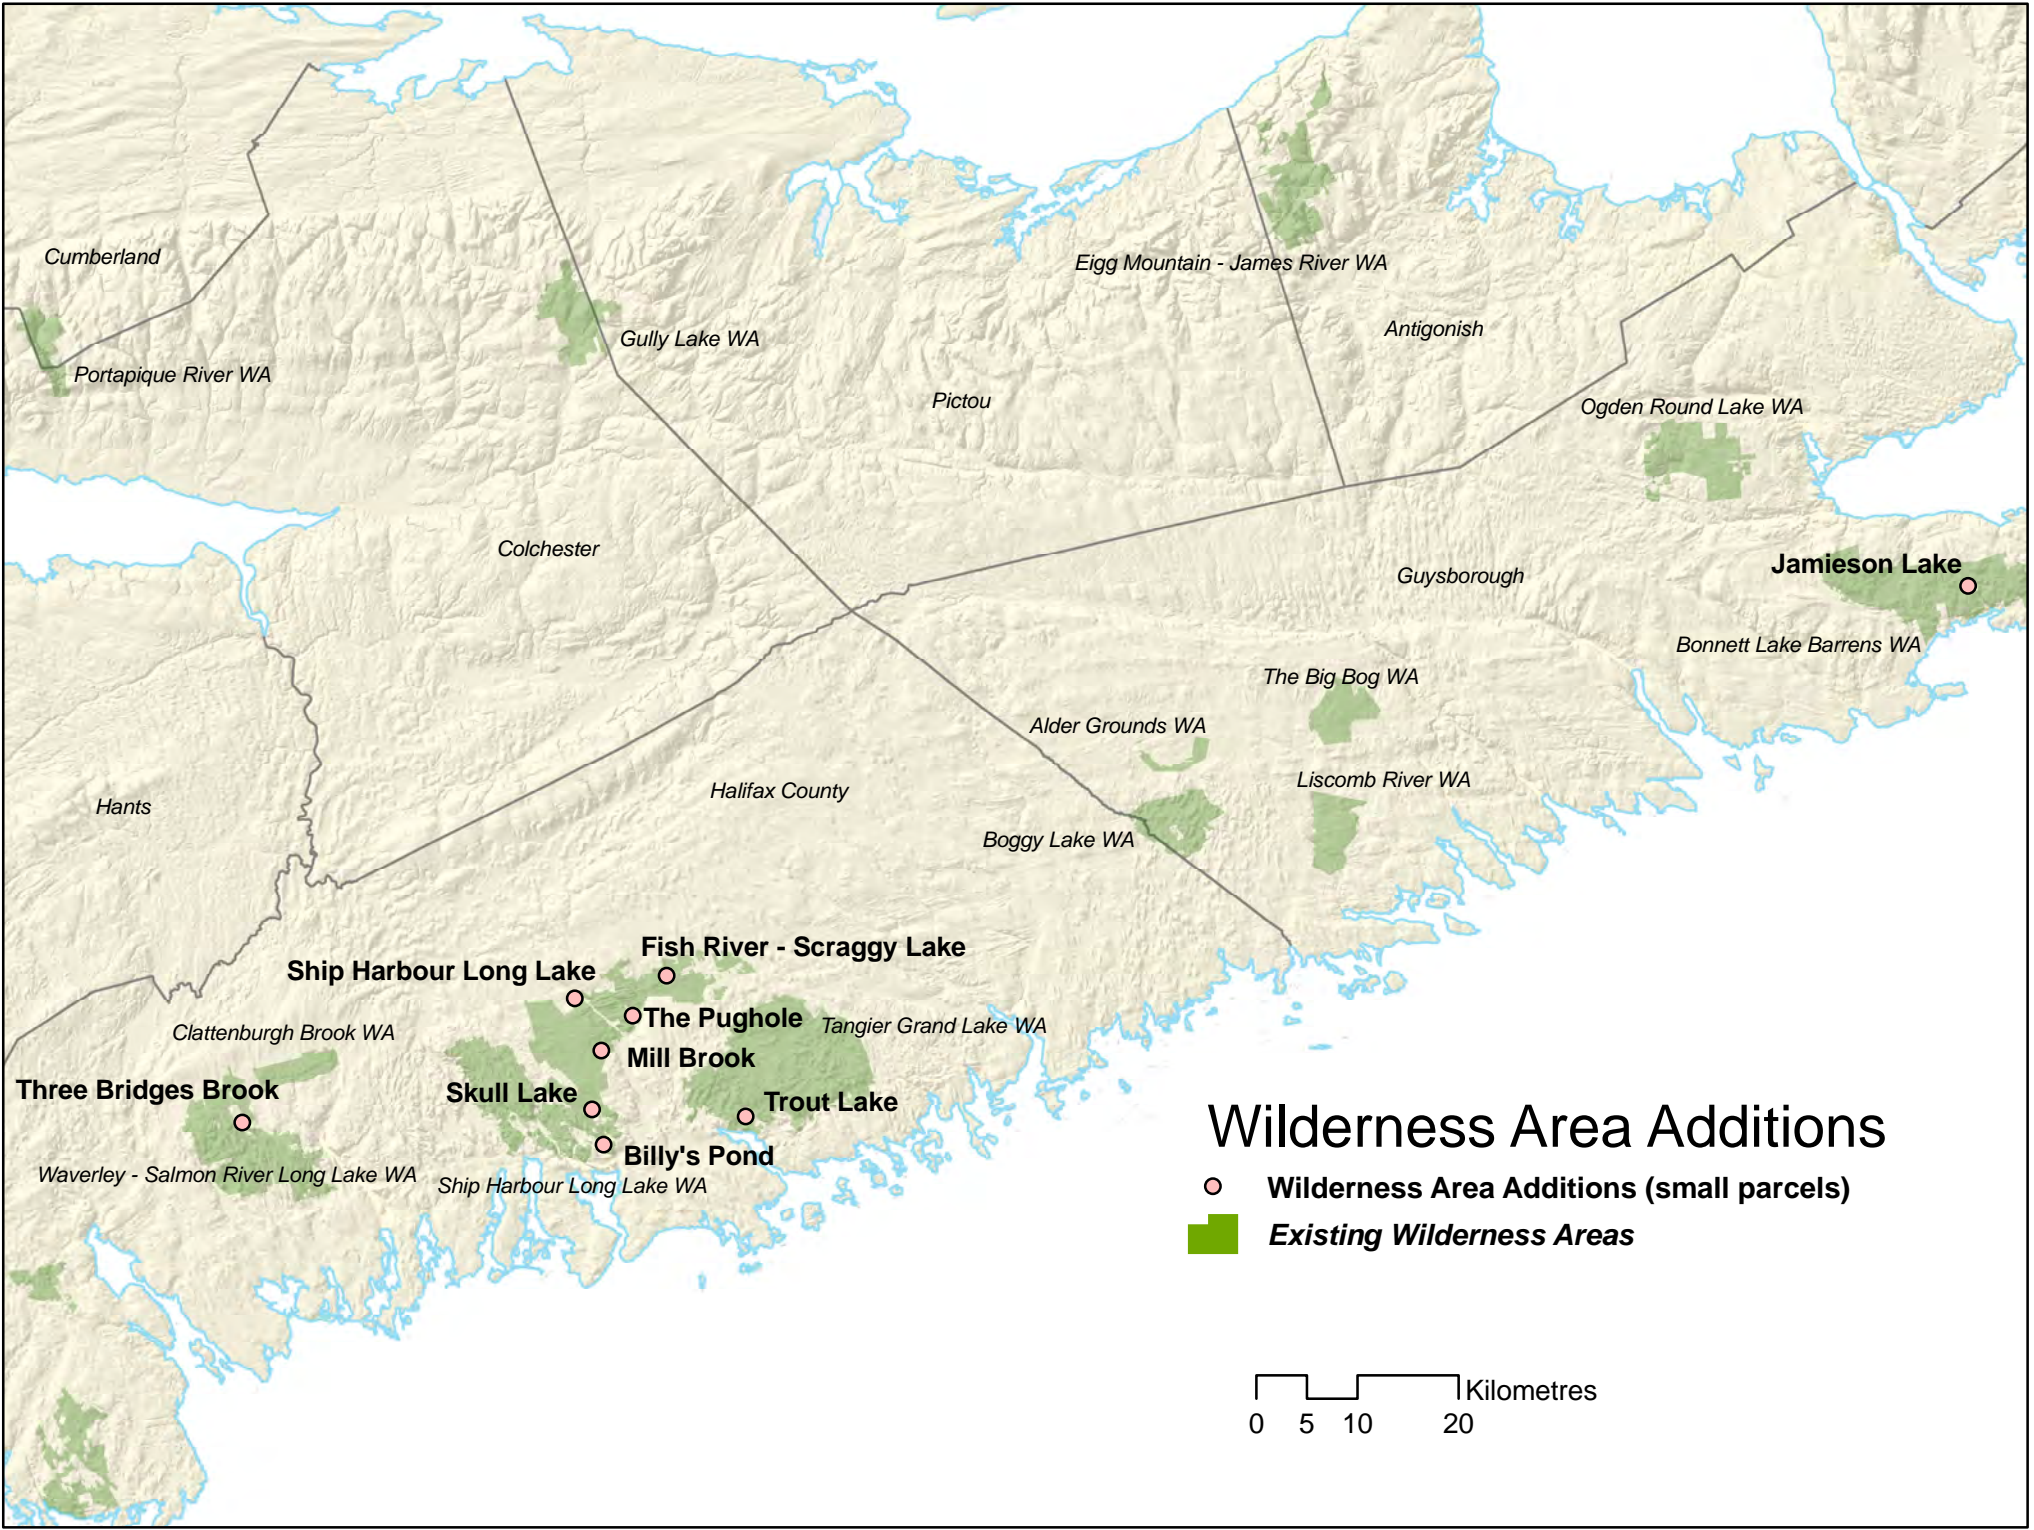 Cumberland
Eigg Mountain - James River WA
Antigonish
Gully Lake WA
Portapique River WA
Pictou
Ogden Round Lake WA
Colchester
Jamieson Lake
Guysborough
Bonnett Lake Barrens WA
The Big Bog WA
Alder Grounds WA
Liscomb River WA
Halifax County
Hants
Boggy Lake WA
Fish River - Scraggy Lake
Ship Harbour Long Lake
The Pughole
Tangier Grand Lake WA
Clattenburgh Brook WA
Mill Brook
Three Bridges Brook
Skull Lake
Trout Lake
Billy's Pond
Waverley - Salmon River Long Lake WA
Ship Harbour Long Lake WA
Wilderness Area Additions
Wilderness Area Additions (small parcels)
Existing Wilderness Areas
Kilometres
0 5 10 20